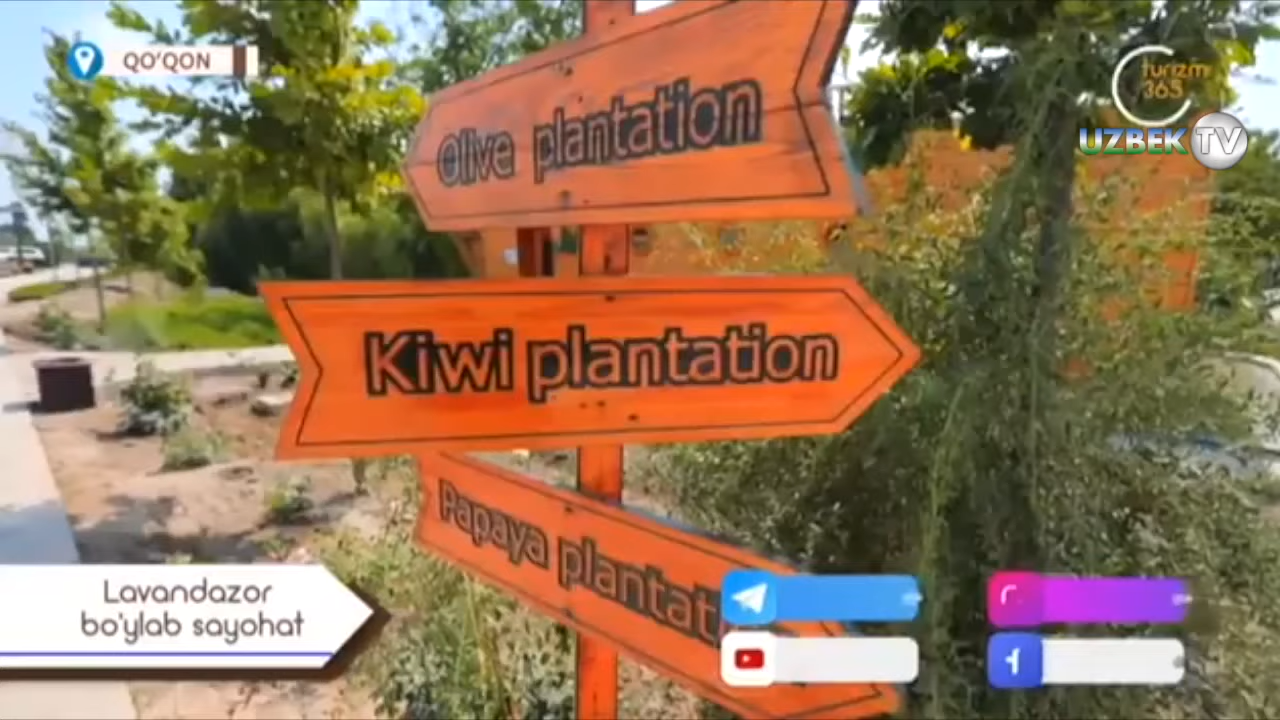 QO'QON
turizm
365
UZBEK TV
Olive plantation
Kiwi plantation
Papaya plantat
Lavandazor
bo'ylab sayohat